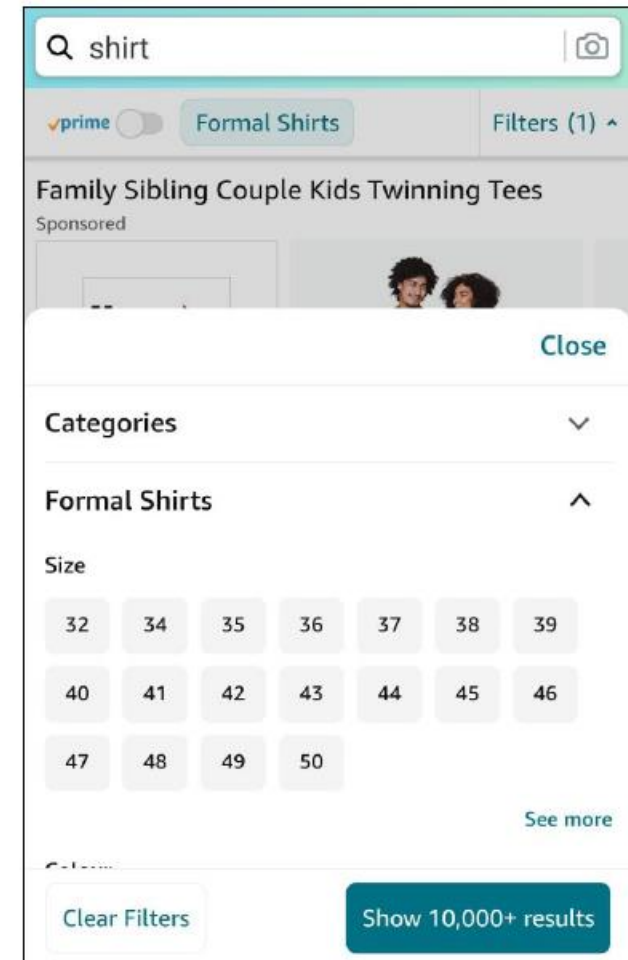 shirt
prime Formal Shirts Filters (1)
Family Sibling Couple Kids Twinning Tees
Sponsored
Close
Categories
Formal Shirts
Size
32 34 35 36 37 38 39
40 41 42 43 44 45 46
47 48 49 50
See more
Clear Filters Show 10,000+ results